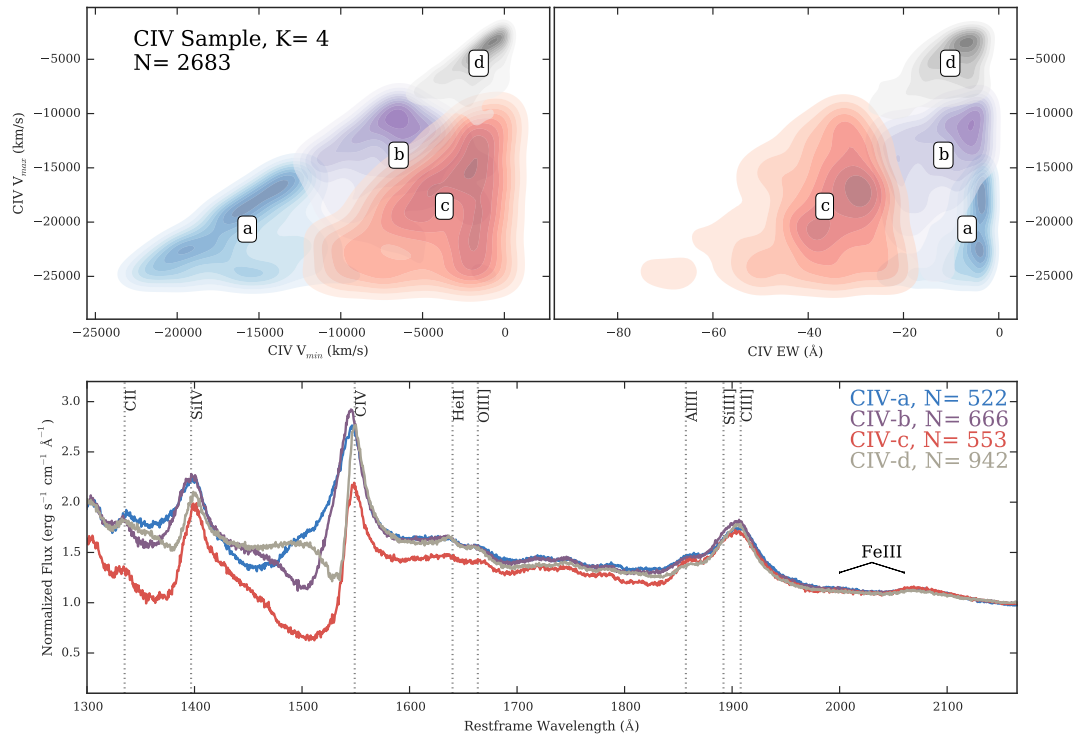 CIV Sample, K= 4
N= 2683
d
b
a
c
−5000
−10000
−15000
−20000
−25000
CIV V_max (km/s)
−25000 −20000 −15000 −10000 −5000 0
CIV V_min (km/s)
d
b
c
a
−5000
−10000
−15000
−20000
−25000
−80 −60 −40 −20 0
CIV EW (Å)
CII
SiIV
CIV
HeII
OIII]
AlIII
SiIII]
CIII]
CIV-a, N= 522
CIV-b, N= 666
CIV-c, N= 553
CIV-d, N= 942
FeIII
3.0
2.5
2.0
1.5
1.0
0.5
Normalized Flux (erg s⁻¹ cm⁻¹ Å⁻¹)
1300 1400 1500 1600 1700 1800 1900 2000 2100
Restframe Wavelength (Å)